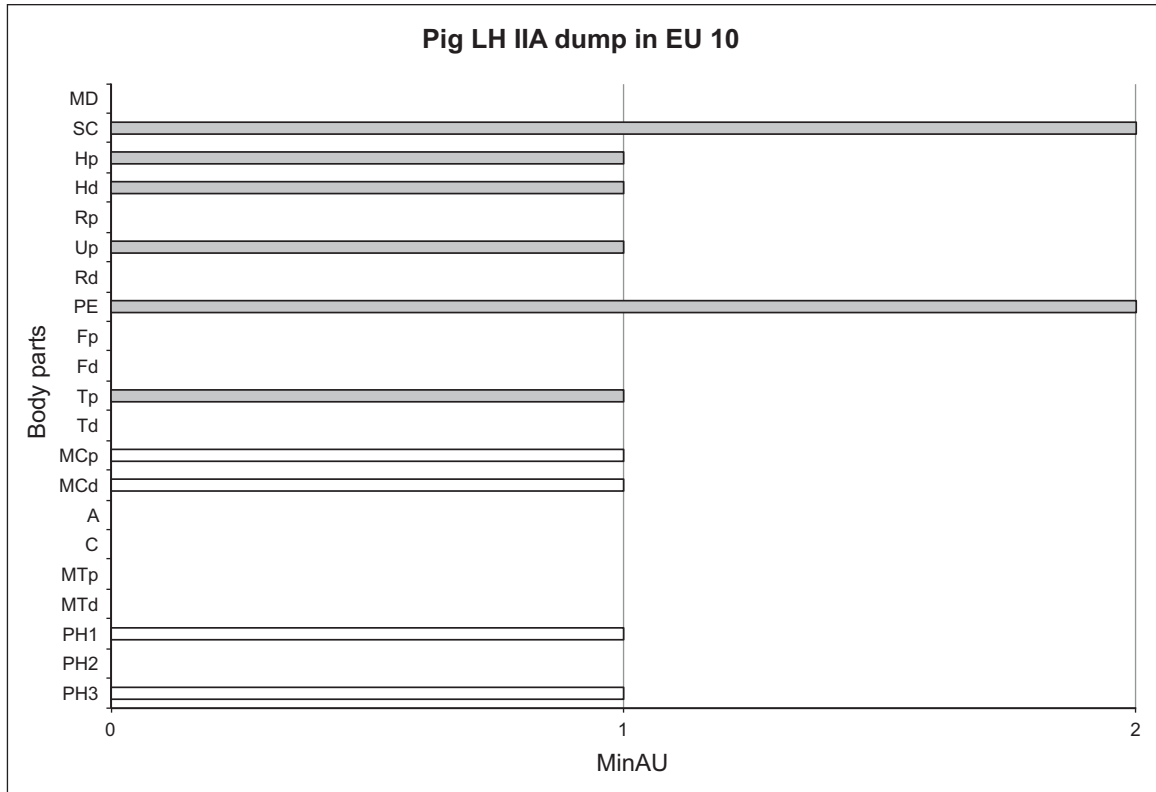 Pig LH IIA dump in EU 10
Body parts
MD
SC
Hp
Hd
Rp
Up
Rd
PE
Fp
Fd
Tp
Td
MCp
MCd
A
C
MTp
MTd
PH1
PH2
PH3
0 1 2
MinAU